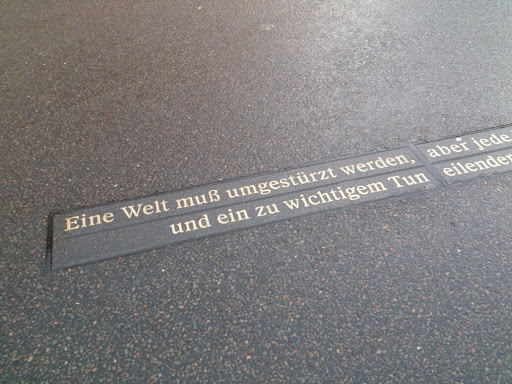 Eine Welt muß umgestürzt werden, aber jede
und ein zu wichtigem Tun eilenden